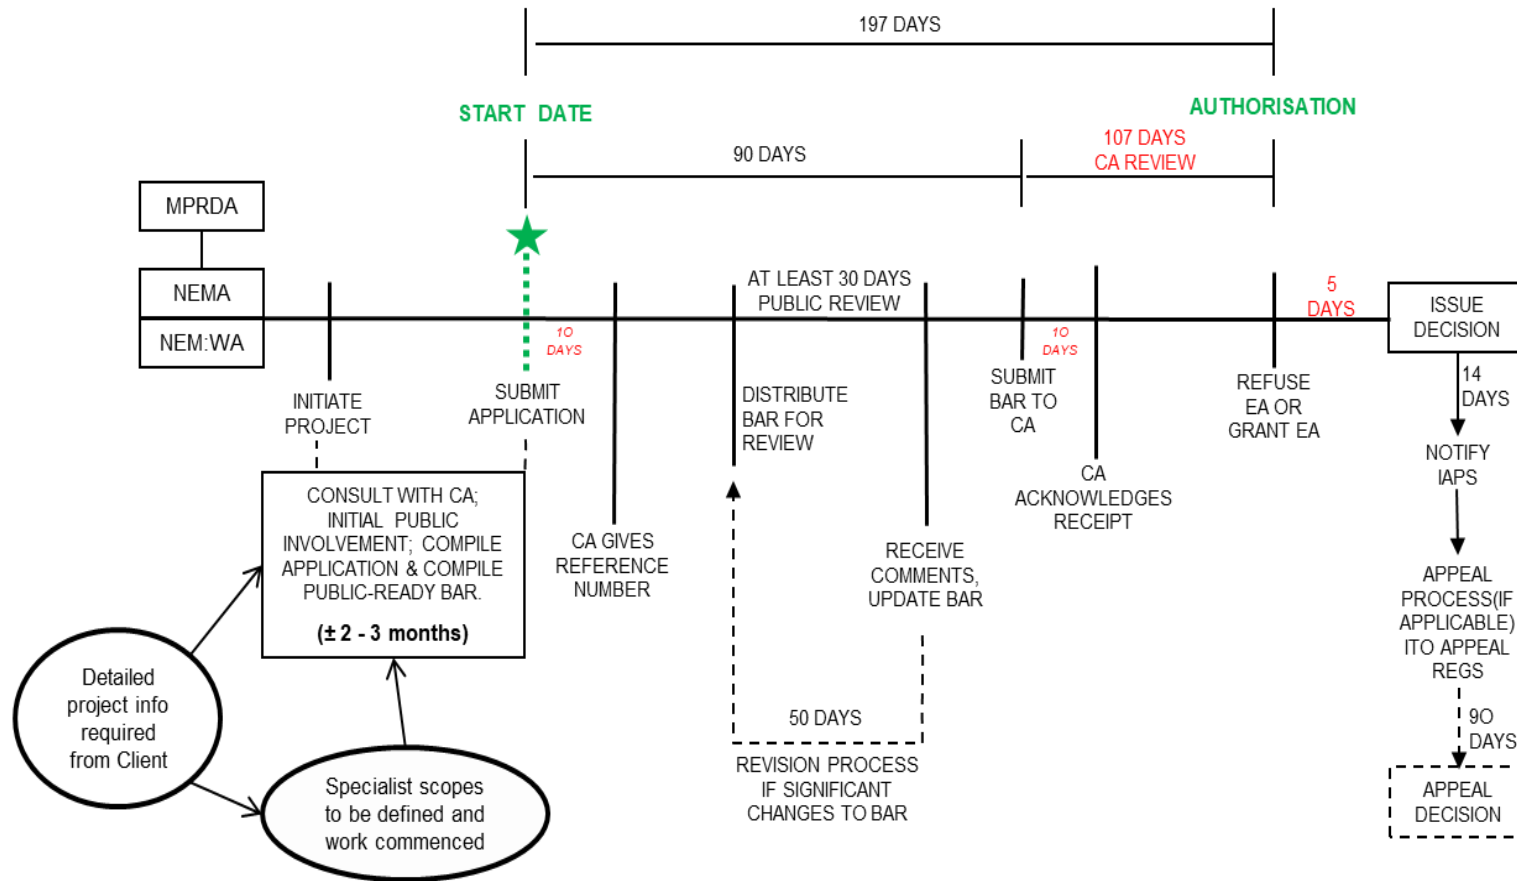 197 DAYS
START DATE
AUTHORISATION
90 DAYS
107 DAYS
CA REVIEW
MPRDA
NEMA
NEM:WA
AT LEAST 30 DAYS
PUBLIC REVIEW
5
DAYS
ISSUE
DECISION
10
DAYS
10
DAYS
INITIATE
PROJECT
SUBMIT
APPLICATION
DISTRIBUTE
BAR FOR
REVIEW
SUBMIT
BAR TO
CA
REFUSE
EA OR
GRANT EA
14
DAYS
NOTIFY
IAPS
CONSULT WITH CA;
INITIAL PUBLIC
INVOLVEMENT; COMPILE
APPLICATION & COMPILE
PUBLIC-READY BAR.
(± 2 - 3 months)
CA GIVES
REFERENCE
NUMBER
RECEIVE
COMMENTS,
UPDATE BAR
CA
ACKNOWLEDGES
RECEIPT
APPEAL
PROCESS(IF
APPLICABLE)
ITO APPEAL
REGS
Detailed
project info
required
from Client
Specialist scopes
to be defined and
work commenced
50 DAYS
REVISION PROCESS
IF SIGNIFICANT
CHANGES TO BAR
9O
DAYS
APPEAL
DECISION